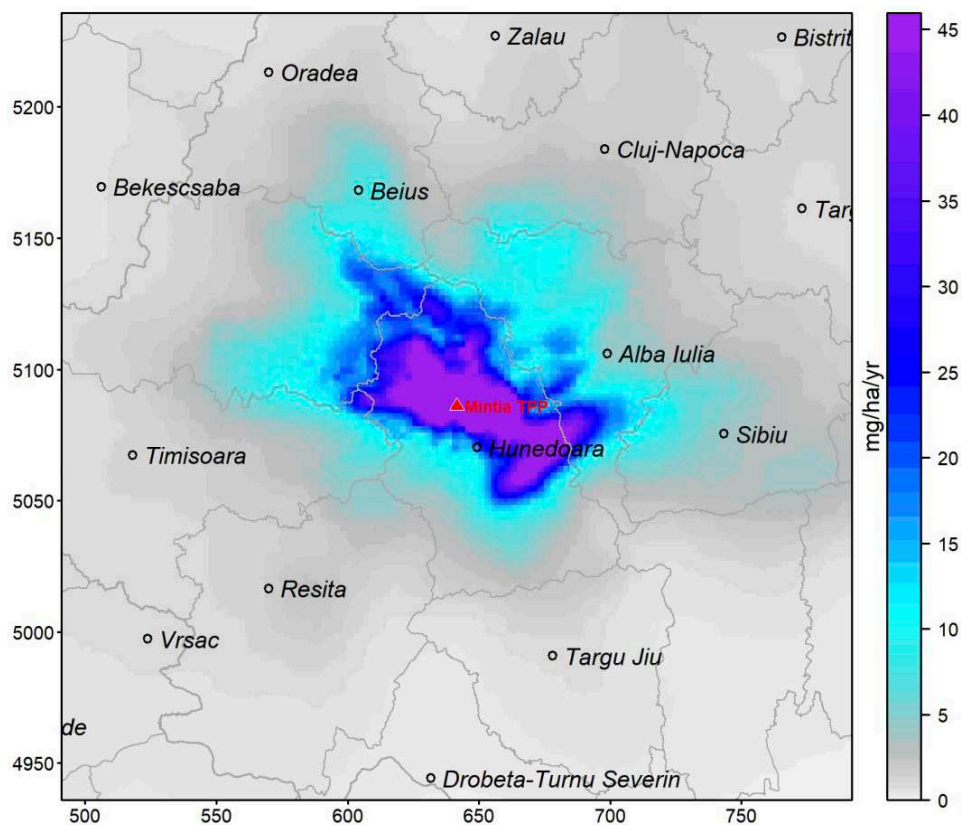 Zalau
Bistrit
Oradea
5200
Cluj-Napoca
Bekescsaba
Beius
Targ
5150
Alba Iulia
5100
Mintia TPP
Sibiu
Hunedoara
Timisoara
5050
Resita
5000
Vrsac
Targu Jiu
de
4950
Drobeta-Turnu Severin
500
550
600
650
700
750
45
40
35
30
25
20
15
10
5
0
mg/ha/yr